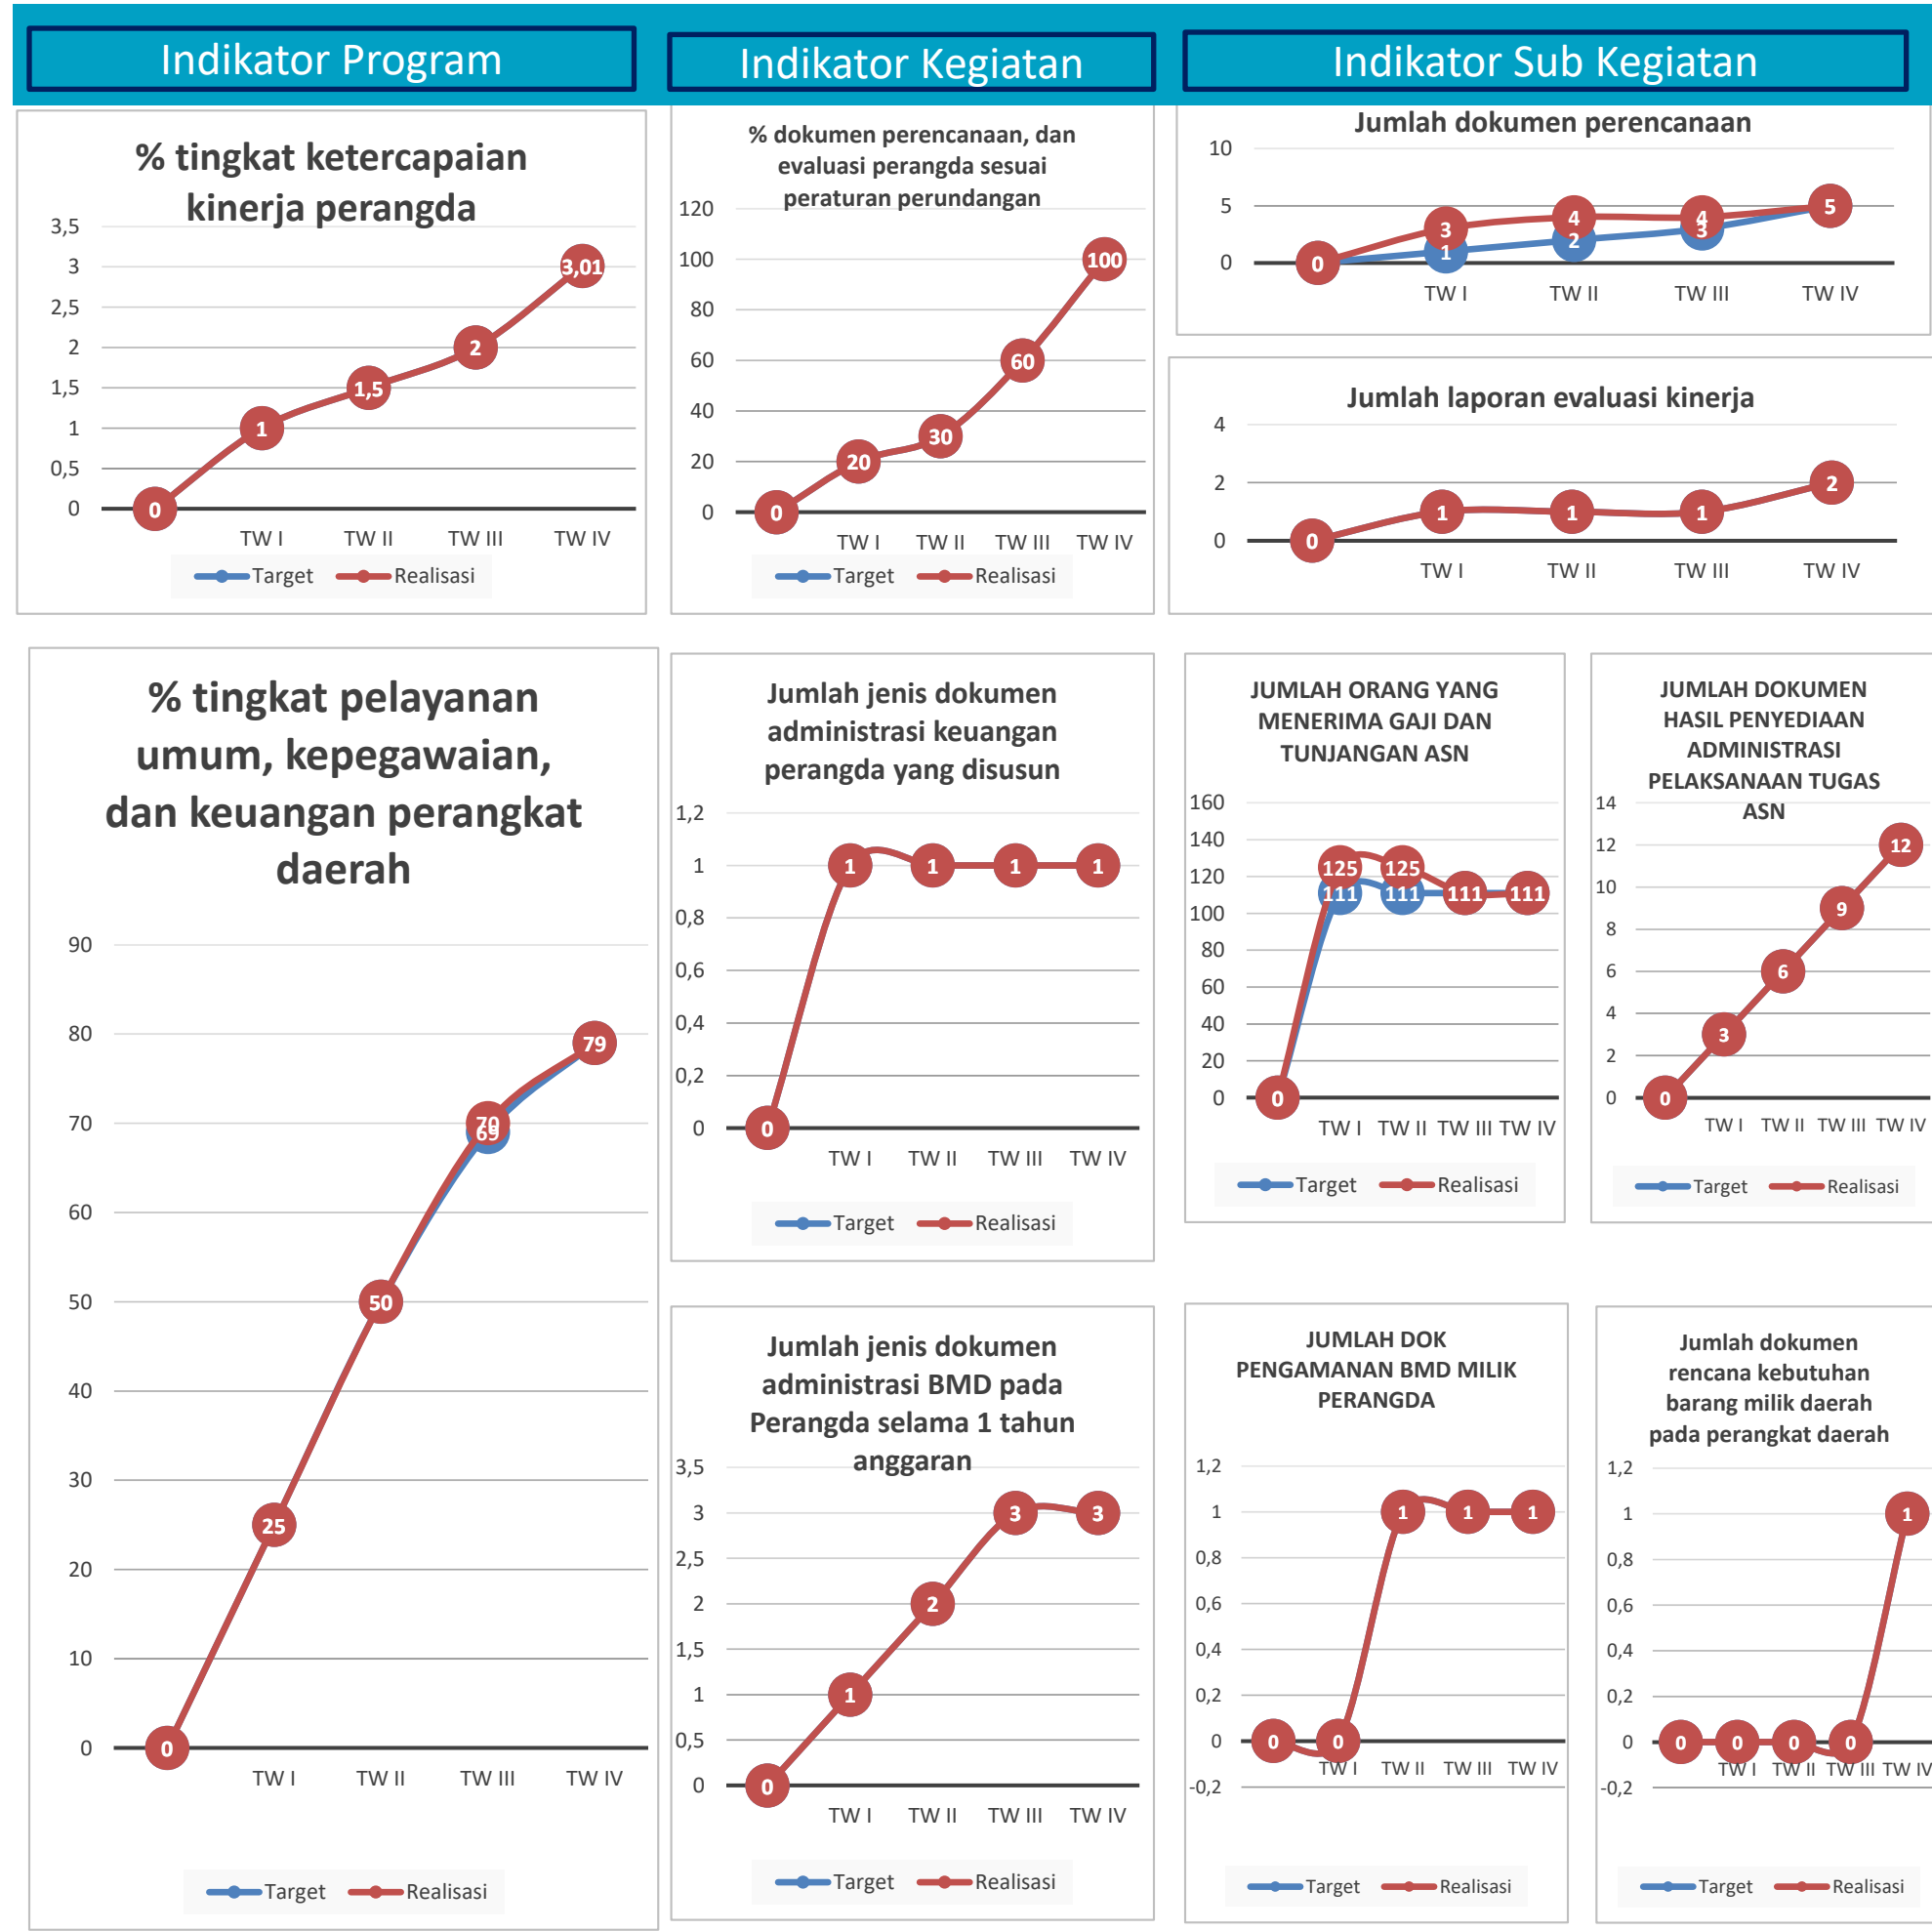 Indikator Program
Indikator Kegiatan
Indikator Sub Kegiatan
% tingkat ketercapaian
kinerja perangda
3,5
3
2,5
2
1,5
1
0,5
0
0
1
1,5
2
3,01
TW I TW II TW III TW IV
Target Realisasi
% dokumen perencanaan, dan
evaluasi perangda sesuai
peraturan perundangan
120
100
80
60
40
20
0
0
20
30
60
100
TW I TW II TW III TW IV
Target Realisasi
Jumlah dokumen perencanaan
10
5
0
0
3
4
4
5
1
2
3
TW I TW II TW III TW IV
Jumlah laporan evaluasi kinerja
4
2
0
0
1
1
1
2
TW I TW II TW III TW IV
% tingkat pelayanan
umum, kepegawaian,
dan keuangan perangkat
daerah
90
80
70
60
50
40
30
20
10
0
0
25
50
70
69
79
TW I TW II TW III TW IV
Target Realisasi
Jumlah jenis dokumen
administrasi keuangan
perangda yang disusun
1,2
1
0,8
0,6
0,4
0,2
0
0
1
1
1
1
TW I TW II TW III TW IV
Target Realisasi
JUMLAH ORANG YANG
MENERIMA GAJI DAN
TUNJANGAN ASN
160
140
120
100
80
60
40
20
0
0
125
125
111
111
111
111
TW I TW II TW III TW IV
Target Realisasi
JUMLAH DOKUMEN
HASIL PENYEDIAAN
ADMINISTRASI
PELAKSANAAN TUGAS
ASN
14
12
10
8
6
4
2
0
0
3
6
9
12
TW I TW II TW III TW IV
Target Realisasi
Jumlah jenis dokumen
administrasi BMD pada
Perangda selama 1 tahun
anggaran
3,5
3
2,5
2
1,5
1
0,5
0
0
1
2
3
3
TW I TW II TW III TW IV
Target Realisasi
JUMLAH DOK
PENGAMANAN BMD MILIK
PERANGDA
1,2
1
0,8
0,6
0,4
0,2
0
-0,2
0
0
1
1
1
TW I TW II TW III TW IV
Target Realisasi
Jumlah dokumen
rencana kebutuhan
barang milik daerah
pada perangkat daerah
1,2
1
0,8
0,6
0,4
0,2
0
-0,2
0
0
0
0
1
TW I TW II TW III TW IV
Target Realisasi